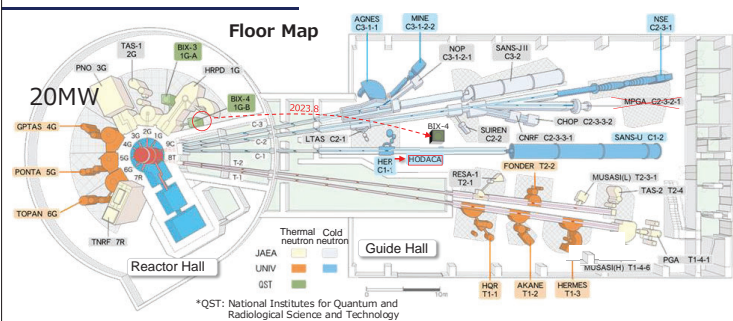 Floor Map
20MW
AGNES
C3-1-1
MINE
C3-1-2-2
NSE
C2-3-1
TAS-1
2G
BIX-3
1G-A
NOP
C3-1-2-1
SANS-J II
C3-2
PNO 3G
HRPD 1G
BIX-4
1G-B
MPGA C2-3-2-1
2023.8
GPTAS 4G
3G
2G
1G
9C
C-3
C-2
C-1
BIX-4
CHOP C2-3-3-2
LTAS C2-1
SUIREN
C2-2
CNRF C2-3-3-1
SANS-U C1-2
4G
5G
6G
7R
8T
T-2
T-1
HER
C1-
HODACA
PONTA 5G
FONDER T2-2
RESA-1
T2-1
MUSASI(L) T2-3-1
TAS-2 T2-4
TOPAN 6G
TNRF 7R
Reactor Hall
Thermal
neutron
Cold
neutron
JAEA
UNIV
QST
Guide Hall
PGA T1-4-1
MUSASI(H) T1-4-6
0
10m
HQR
T1-1
AKANE
T1-2
HERMES
T1-3
*QST: National Institutes for Quantum and
Radiological Science and Technology